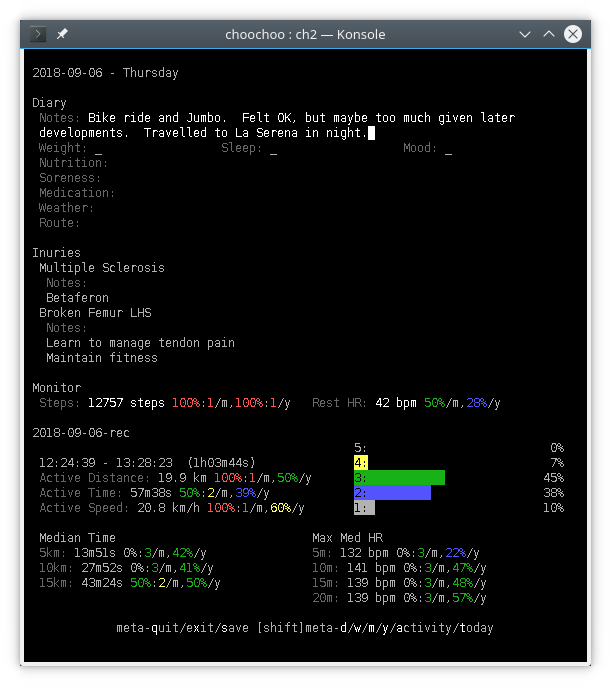 choochoo : ch2 — Konsole
2018-09-06 - Thursday
Diary
Notes: Bike ride and Jumbo.  Felt OK, but maybe too much given later
developments.  Travelled to La Serena in night.
Weight: _ Sleep: _ Mood: _
Nutrition:
Soreness:
Medication:
Weather:
Route:
Inuries
Multiple Sclerosis
Notes:
Betaferon
Broken Femur LHS
Notes:
Learn to manage tendon pain
Maintain fitness
Monitor
Steps: 12757 steps 100%:1/m,100%:1/y Rest HR: 42 bpm 50%/m,28%/y
2018-09-06-rec
5: 0%
12:24:39 - 13:28:23  (1h03m44s) 4: 7%
Active Distance: 19.9 km 100%:1/m,50%/y 3: 45%
Active Time: 57m38s 50%:2/m,39%/y 2: 38%
Active Speed: 20.8 km/h 100%:1/m,60%/y 1: 10%
Median Time Max Med HR
5km: 13m51s 0%:3/m,42%/y 5m: 132 bpm 0%:3/m,22%/y
10km: 27m52s 0%:3/m,41%/y 10m: 141 bpm 0%:3/m,47%/y
15km: 43m24s 50%:2/m,50%/y 15m: 139 bpm 0%:3/m,48%/y
20m: 139 bpm 0%:3/m,57%/y
meta-quit/exit/save [shift]meta-d/w/m/y/activity/today